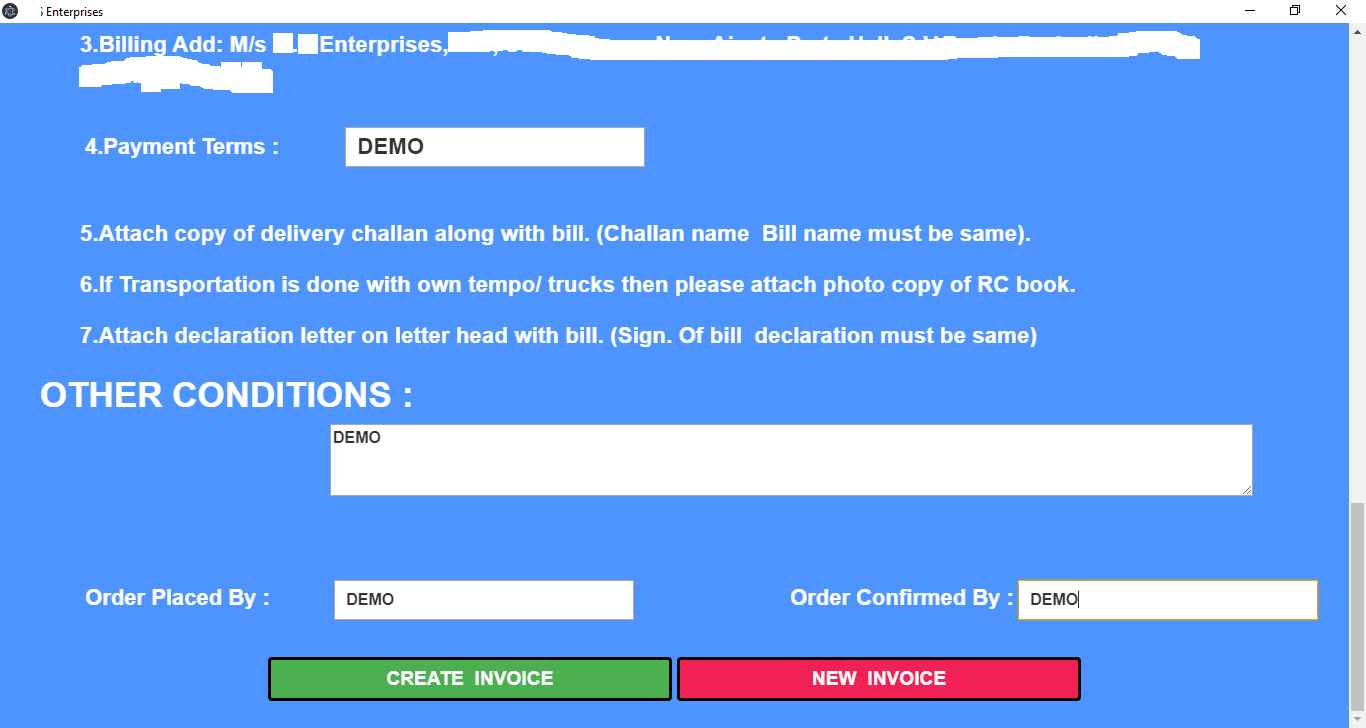 Enterprises
3.Billing Add: M/s Enterprises,
4.Payment Terms : DEMO
5.Attach copy of delivery challan along with bill. (Challan name Bill name must be same).
6.If Transportation is done with own tempo/ trucks then please attach photo copy of RC book.
7.Attach declaration letter on letter head with bill. (Sign. Of bill declaration must be same)
OTHER CONDITIONS :
DEMO
Order Placed By : DEMO Order Confirmed By : DEMO
CREATE INVOICE NEW INVOICE